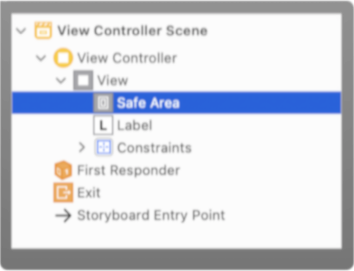 View Controller Scene
View Controller
View
Safe Area
L Label
Constraints
First Responder
Exit
Storyboard Entry Point